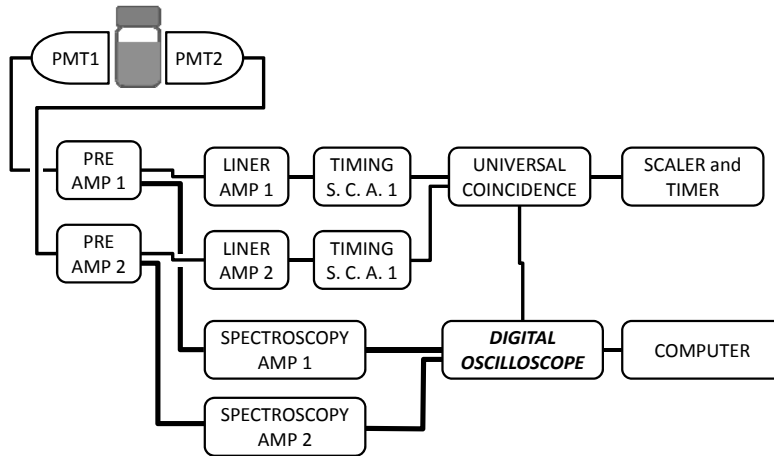 PMT1
PMT2
PRE
AMP 1
LINER
AMP 1
TIMING
S. C. A. 1
UNIVERSAL
COINCIDENCE
SCALER and
TIMER
PRE
AMP 2
LINER
AMP 2
TIMING
S. C. A. 1
SPECTROSCOPY
AMP 1
DIGITAL
OSCILLOSCOPE
COMPUTER
SPECTROSCOPY
AMP 2